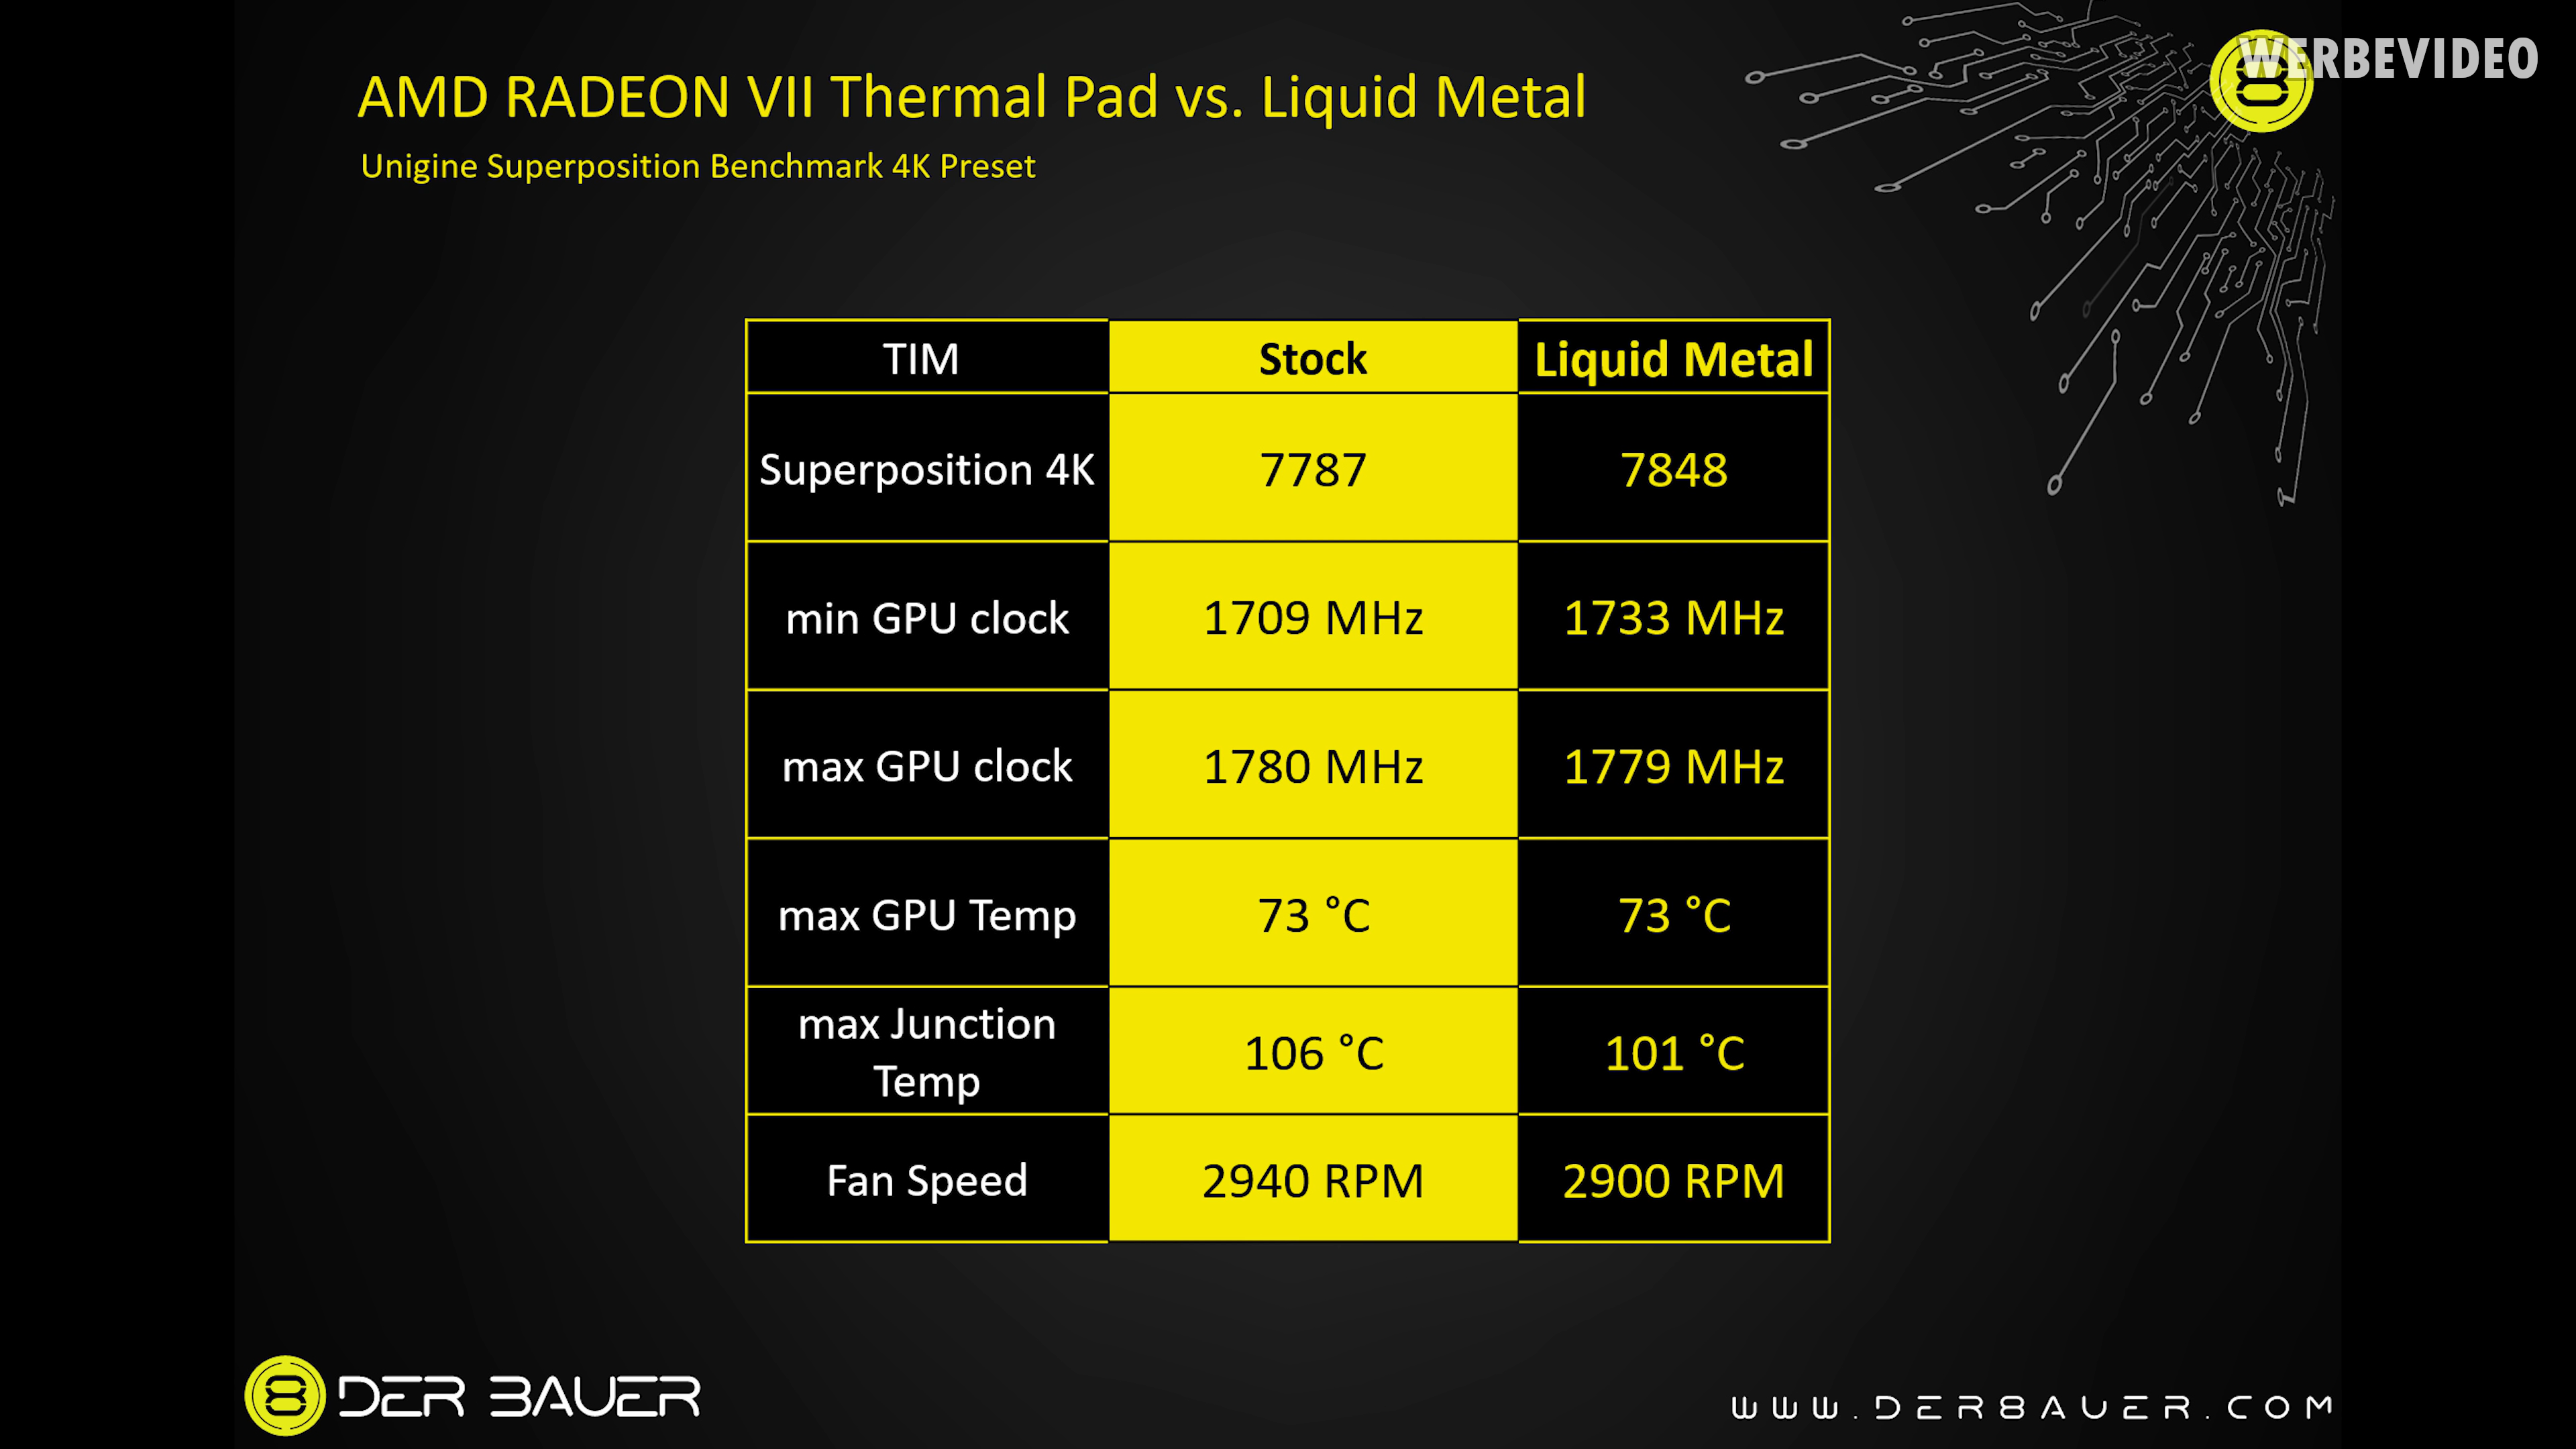 WERBEVIDEO
AMD RADEON VII Thermal Pad vs. Liquid Metal
Unigine Superposition Benchmark 4K Preset
TIM Stock Liquid Metal
Superposition 4K 7787 7848
min GPU clock 1709 MHz 1733 MHz
max GPU clock 1780 MHz 1779 MHz
max GPU Temp 73 °C 73 °C
max Junction
Temp 106 °C 101 °C
Fan Speed 2940 RPM 2900 RPM
8 DER BAUER
WWW.DER8AUER.COM